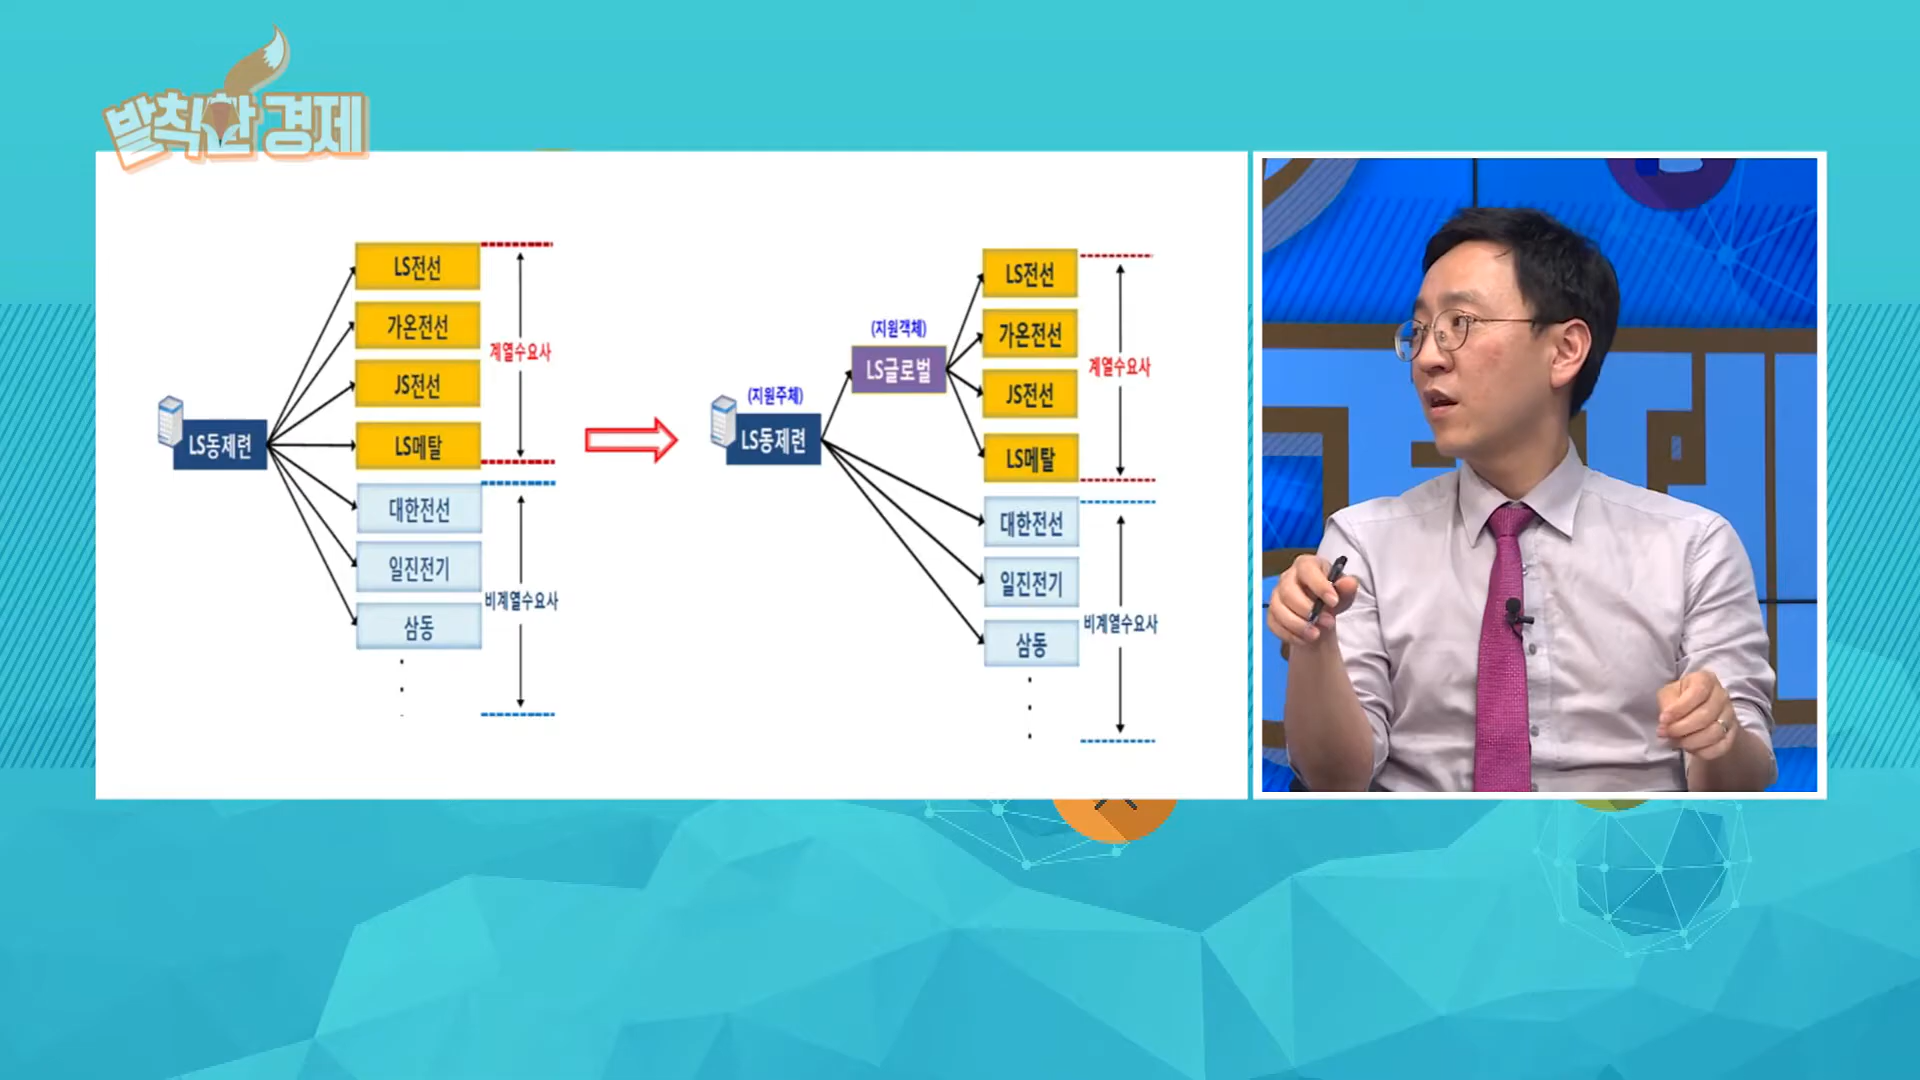 발칙한 경제
LS동제련
LS전선
가온전선
JS전선
LS메탈
대한전선
일진전기
삼동
계열수요사
비계열수요사
(지원주체)
LS동제련
(지원객체)
LS글로벌
LS전선
가온전선
JS전선
LS메탈
대한전선
일진전기
삼동
계열수요사
비계열수요사